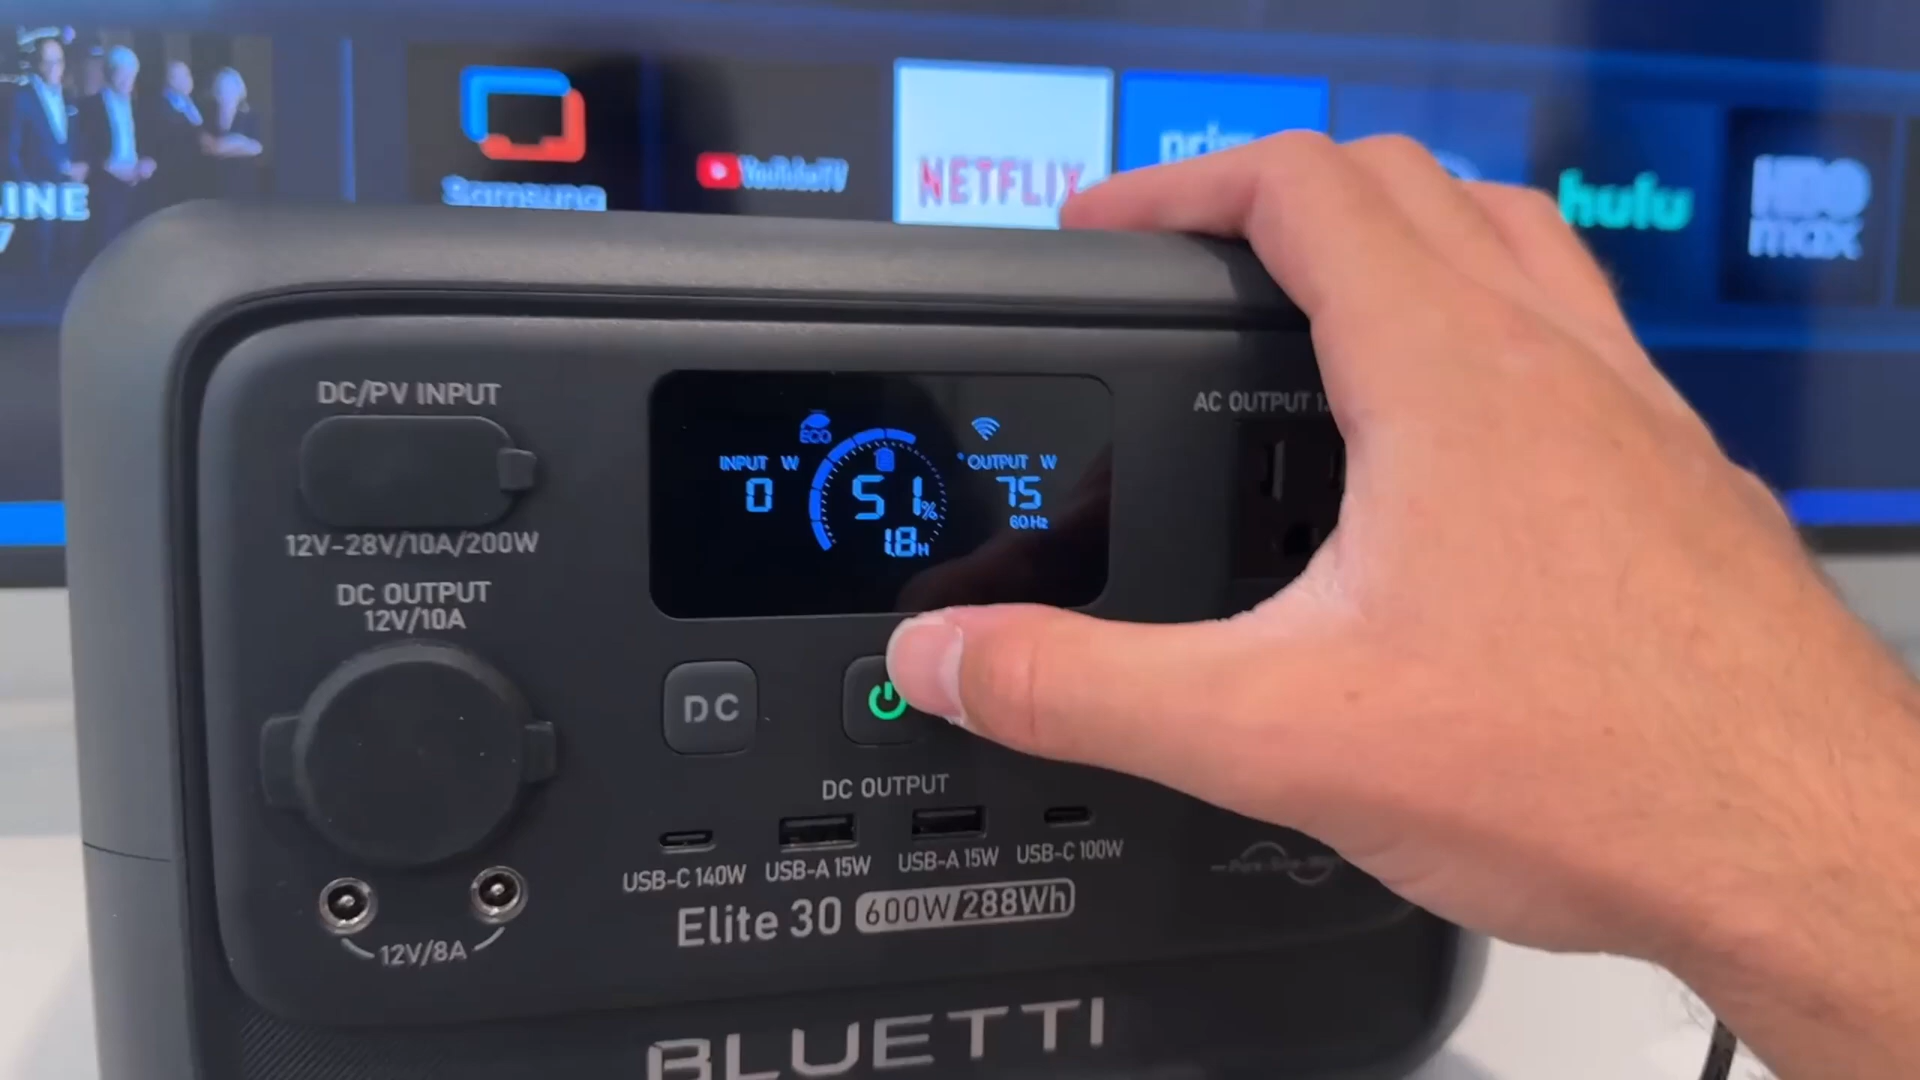 LINE
7
Samsung
YouTubeTV
NETFLIX
prim
hulu
HBO
max
DC/PV INPUT
12V-28V/10A/200W
DC OUTPUT
12V/10A
ECO
INPUT W
0
51%
1.8H
OUTPUT W
75
60Hz
AC OUTPUT
DC
DC OUTPUT
USB-C 140W
USB-A 15W
USB-A 15W
USB-C 100W
12V/8A
Elite 30 600W/288Wh
BLUETTI